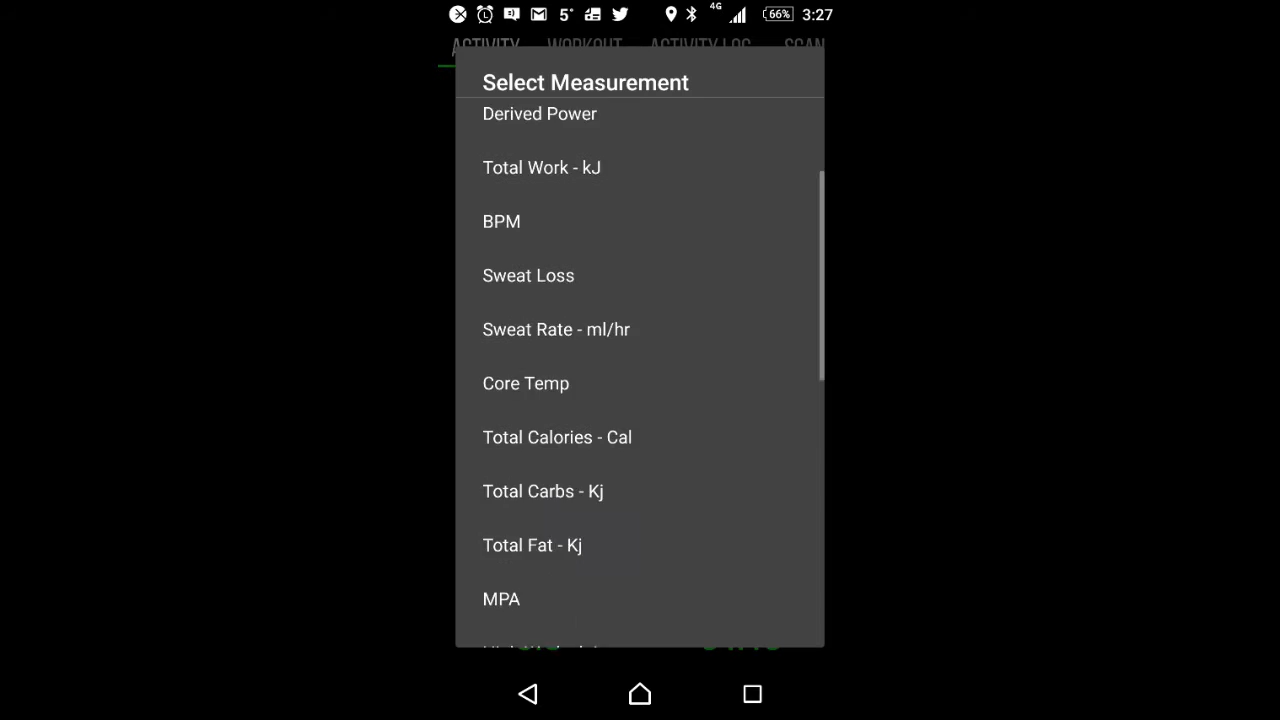 5° 4G 66% 3:27
ACTIVITY WORKOUT ACTIVITY LOG SCAN
Select Measurement
Derived Power
Total Work - kJ
BPM
Sweat Loss
Sweat Rate - ml/hr
Core Temp
Total Calories - Cal
Total Carbs - Kj
Total Fat - Kj
MPA